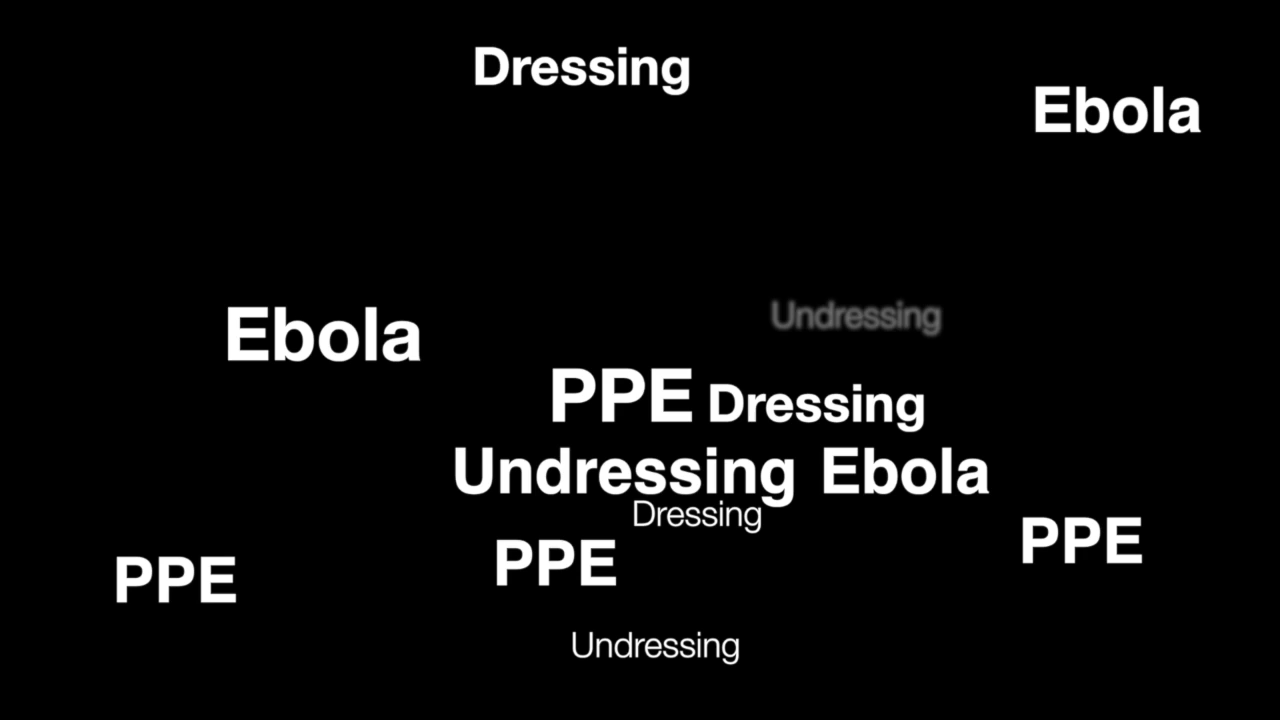 Dressing
Ebola
Undressing
Ebola
PPE Dressing
Undressing Ebola
Dressing
PPE
PPE
PPE
Undressing